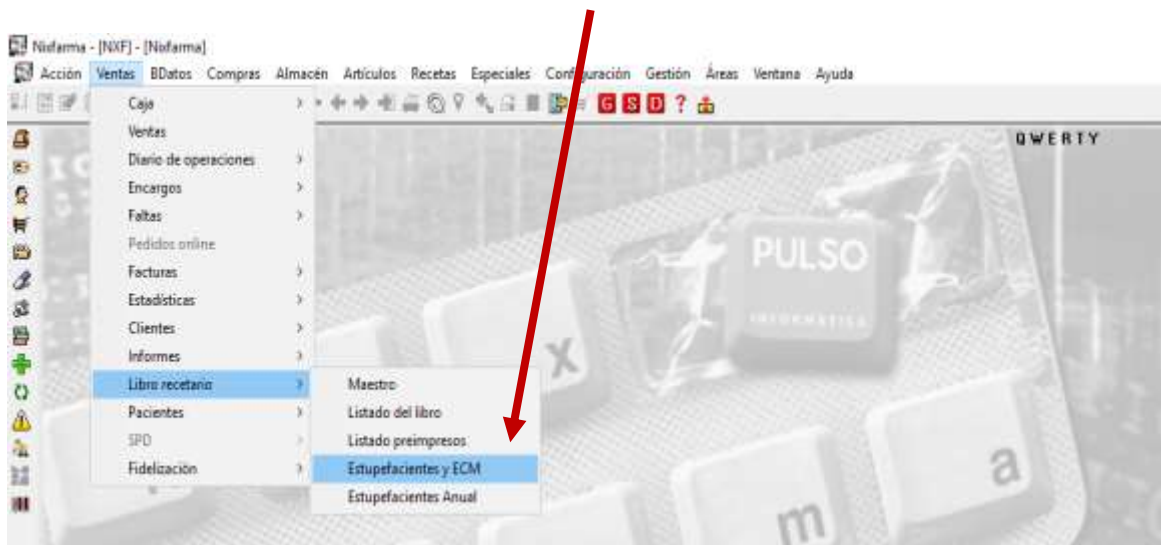 Nixfarma - [NXF] - [Nixfarma]
Acción Ventas BDatos Compras Almacén Artículos Recetas Especiales Configuración Gestión Áreas Ventana Ayuda
G S D ?
QWERTY
Caja
Ventas
Diario de operaciones
Encargos
Faltas
Pedidos online
Facturas
Estadísticas
Clientes
Informes
Libro recetario
Pacientes
SPD
Fidelización
Maestro
Listado del libro
Listado preimpresos
Estupefacientes y ECM
Estupefacientes Anual
PULSO
INFORMATICA
x
a
m